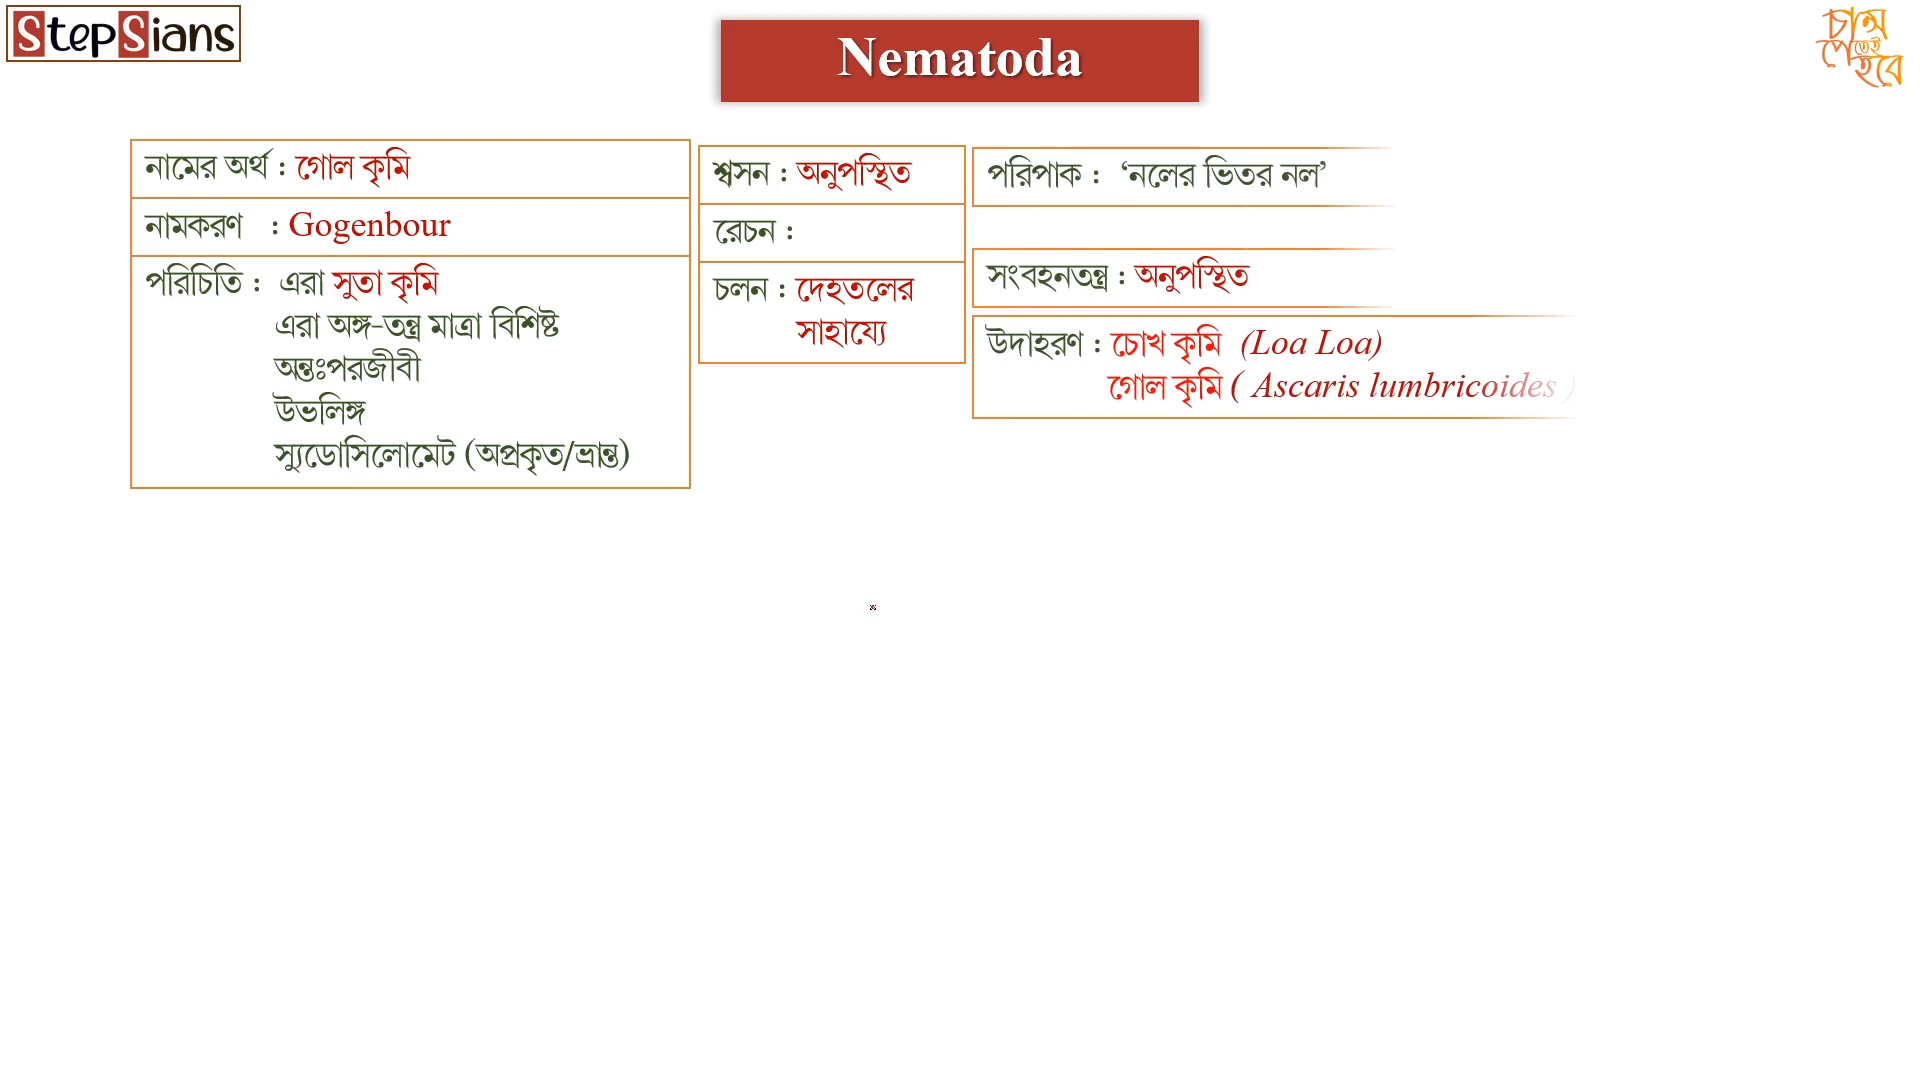 StepSians
Nematoda
চান্স
পেতেই
হবে
নামের অর্থ : গোল কৃমি
নামকরণ : Gogenbour
পরিচিতি : এরা সুতা কৃমি
এরা অঙ্গ-তন্ত্র মাত্রা বিশিষ্ট
অন্তঃপরজীবী
উভলিঙ্গ
স্যুডোসিলোমেট (অপ্রকৃত/ভ্রান্ত)
শ্বসন : অনুপস্থিত
রেচন :
চলন : দেহতলের
সাহায্যে
পরিপাক : ‘নলের ভিতর নল’
সংবহনতন্ত্র : অনুপস্থিত
উদাহরণ : চোখ কৃমি (Loa Loa)
গোল কৃমি ( Ascaris lumbricoides )